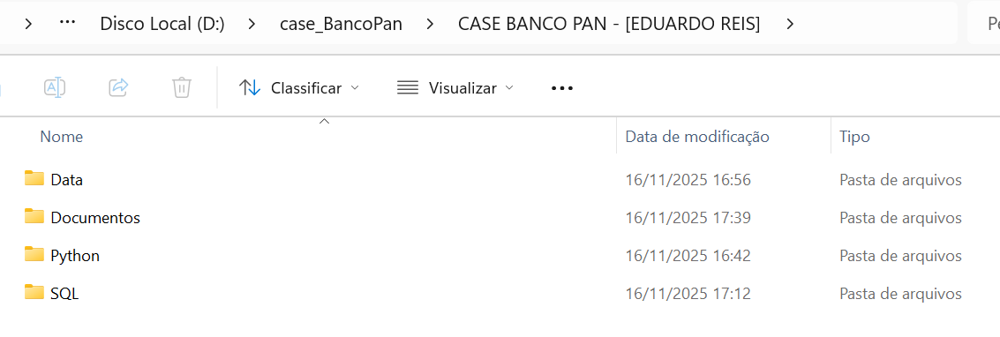 > ··· Disco Local (D:) > case_BancoPan > CASE BANCO PAN - [EDUARDO REIS] >
Classificar Visualizar ···
Nome Data de modificação Tipo
Data 16/11/2025 16:56 Pasta de arquivos
Documentos 16/11/2025 17:39 Pasta de arquivos
Python 16/11/2025 16:42 Pasta de arquivos
SQL 16/11/2025 17:12 Pasta de arquivos